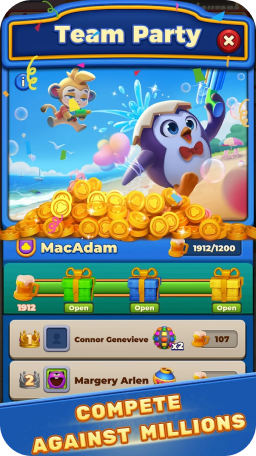 Team Party
i
MacAdam
1912/1200
1912
Open
Open
Open
1
Connor Genevieve
x2
107
2
Margery Arlen
COMPETE
AGAINST MILLIONS